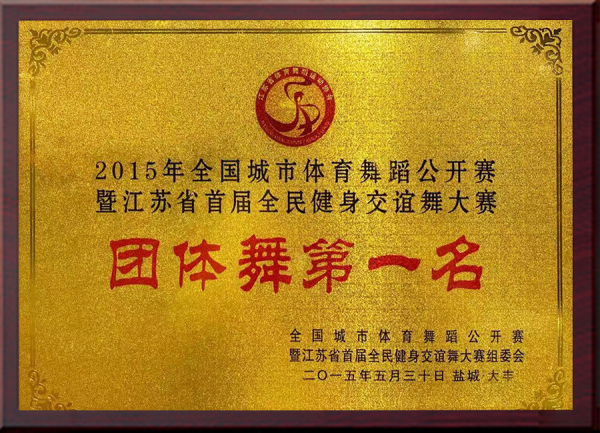 2015年全国城市体育舞蹈公开赛
暨江苏省首届全民健身交谊舞大赛
团体舞第一名
全国城市体育舞蹈公开赛
暨江苏省首届全民健身交谊舞大赛组委会
二〇一五年五月三十日 盐城 大丰